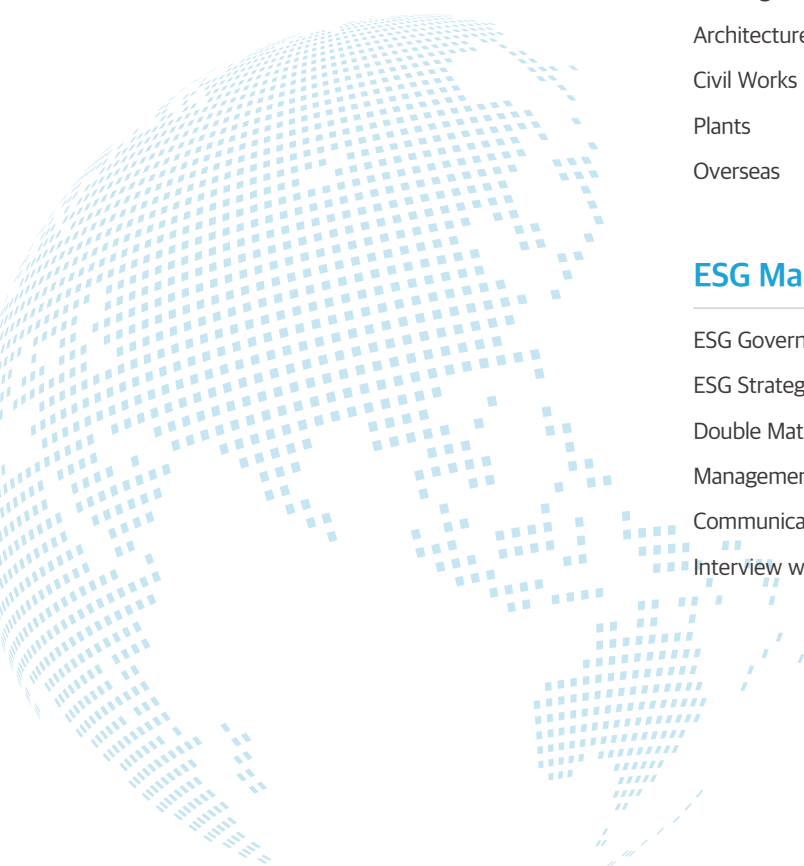 Architecture
Civil Works
Plants
Overseas
ESG Ma
ESG Govern
ESG Strateg
Double Mat
Managemen
Communica
Interview w